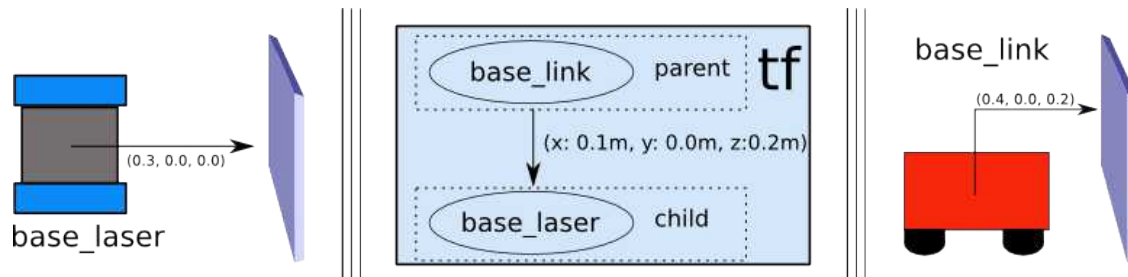 (0.3, 0.0, 0.0)
base_laser
base_link
parent
tf
(x: 0.1m, y: 0.0m, z:0.2m)
base_laser
child
base_link
(0.4, 0.0, 0.2)